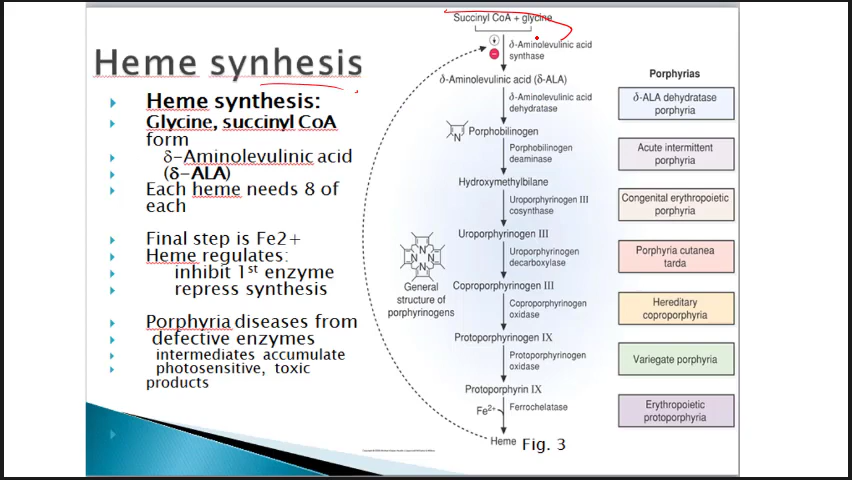 Heme synhesis
Heme synthesis:
Glycine, succinyl CoA
form
δ-Aminolevulinic acid
(δ-ALA)
Each heme needs 8 of
each
Final step is Fe2+
Heme regulates:
inhibit 1st enzyme
repress synthesis
Porphyria diseases from
defective enzymes
intermediates accumulate
photosensitive, toxic
products
Succinyl CoA + glycine
δ-Aminolevulinic acid
synthase
δ-Aminolevulinic acid (δ-ALA)
δ-Aminolevulinic acid
dehydratase
N
Porphobilinogen
Porphobilinogen
deaminase
Hydroxymethylbilane
Uroporphyrinogen III
cosynthase
Uroporphyrinogen III
Uroporphyrinogen
decarboxylase
Coproporphyrinogen III
Coproporphyrinogen
oxidase
Protoporphyrinogen IX
Protoporphyrinogen
oxidase
Protoporphyrin IX
Fe2+
Ferrochelatase
Heme
N
N N
N
General
structure of
porphyrinogens
Porphyrias
δ-ALA dehydratase
porphyria
Acute intermittent
porphyria
Congenital erythropoietic
porphyria
Porphyria cutanea
tarda
Hereditary
coproporphyria
Variegate porphyria
Erythropoietic
protoporphyria
Fig. 3